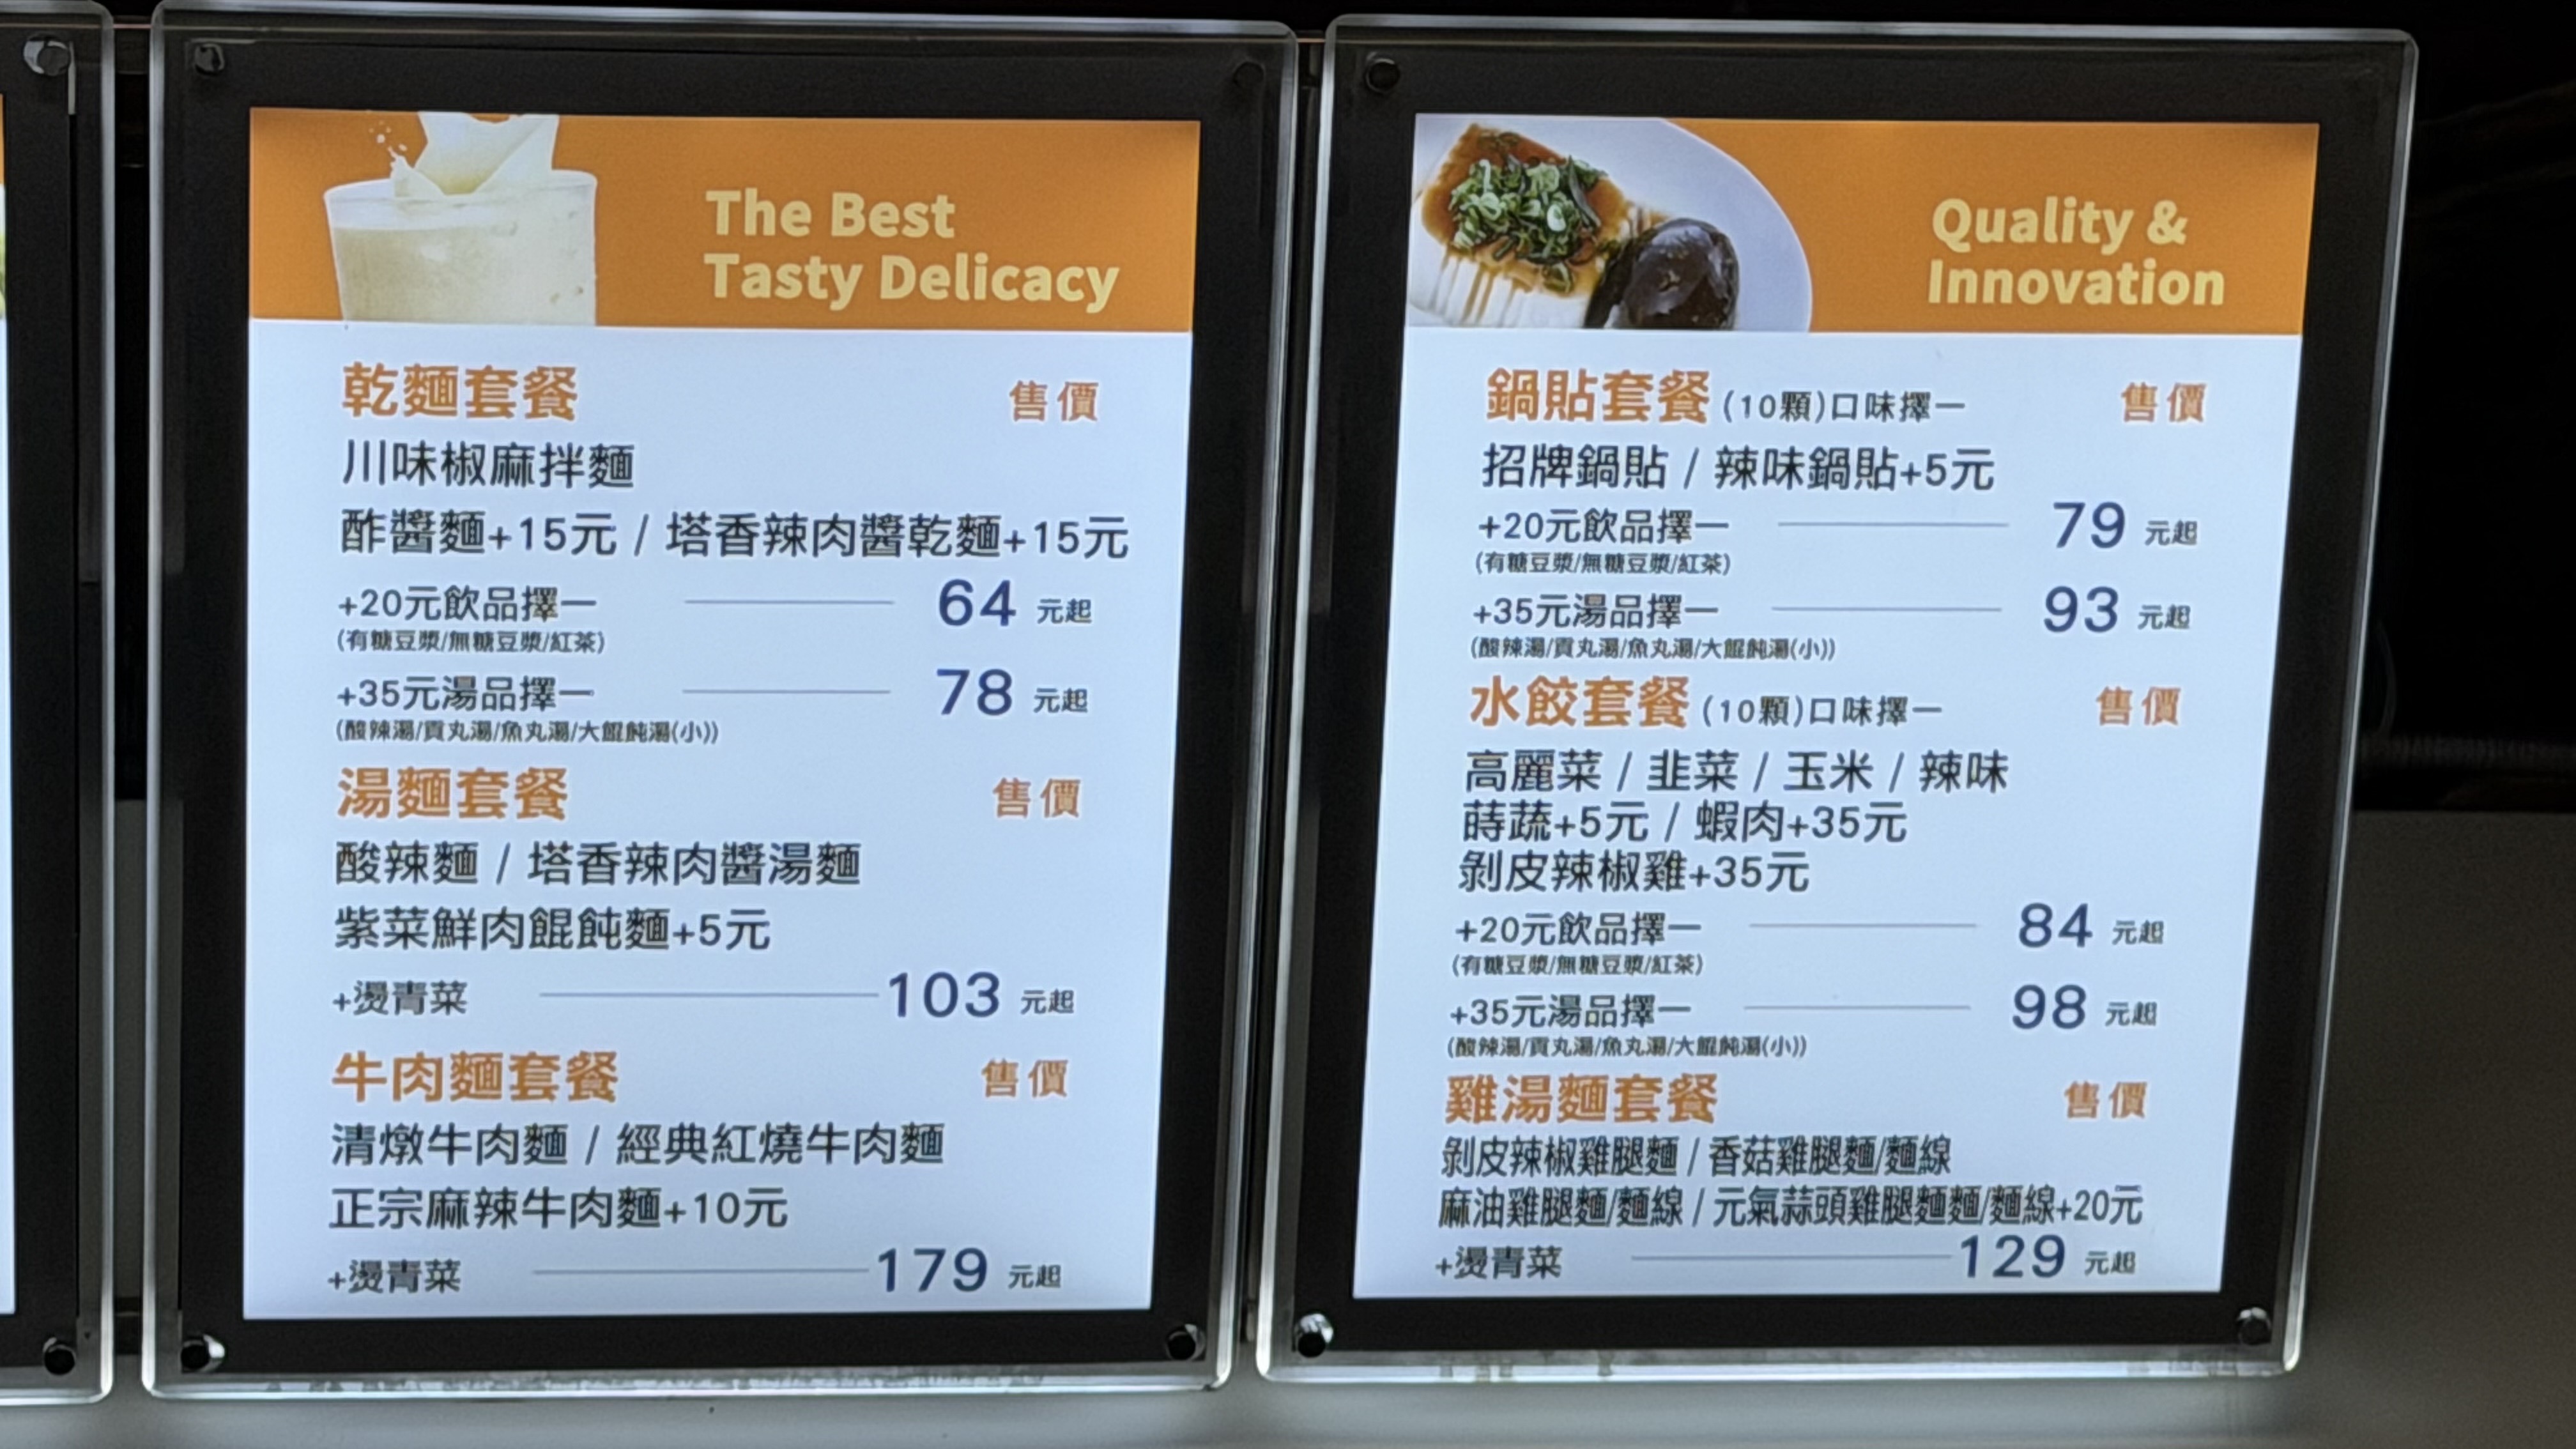 The Best
Tasty Delicacy
乾麵套餐 售價
川味椒麻拌麵
酢醬麵+15元 / 塔香辣肉醬乾麵+15元
+20元飲品擇一 64 元起
(有糖豆漿/無糖豆漿/紅茶)
+35元湯品擇一 78 元起
(酸辣湯/貢丸湯/魚丸湯/大餛飩湯(小))
湯麵套餐 售價
酸辣麵 / 塔香辣肉醬湯麵
紫菜鮮肉餛飩麵+5元
+燙青菜 103 元起
牛肉麵套餐 售價
清燉牛肉麵 / 經典紅燒牛肉麵
正宗麻辣牛肉麵+10元
+燙青菜 179 元起
Quality &
Innovation
鍋貼套餐 (10顆)口味擇一 售價
招牌鍋貼 / 辣味鍋貼+5元
+20元飲品擇一 79 元起
(有糖豆漿/無糖豆漿/紅茶)
+35元湯品擇一 93 元起
(酸辣湯/貢丸湯/魚丸湯/大餛飩湯(小))
水餃套餐 (10顆)口味擇一 售價
高麗菜 / 韭菜 / 玉米 / 辣味
蒔蔬+5元 / 蝦肉+35元
剝皮辣椒雞+35元
+20元飲品擇一 84 元起
(有糖豆漿/無糖豆漿/紅茶)
+35元湯品擇一 98 元起
(酸辣湯/貢丸湯/魚丸湯/大餛飩湯(小))
雞湯麵套餐 售價
剝皮辣椒雞腿麵 / 香菇雞腿麵/麵線
麻油雞腿麵/麵線 / 元氣蒜頭雞腿麵麵/麵線+20元
+燙青菜 129 元起